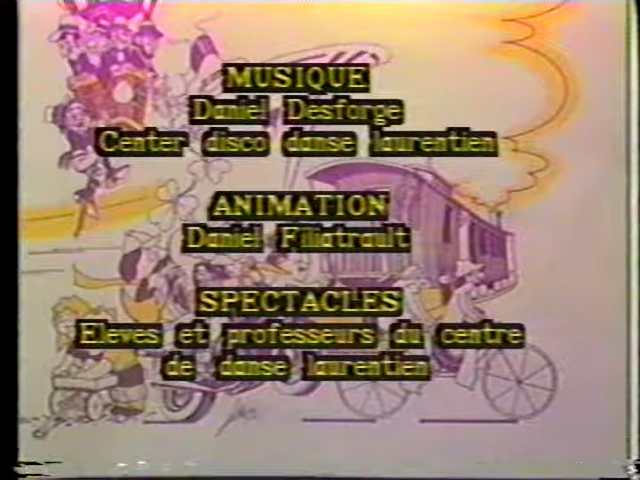 MUSIQUE
Daniel Desforge
Center disco danse laurentien
ANIMATION
Daniel Filiatrault
SPECTACLES
Eleves et professeurs du centre
de danse laurentien